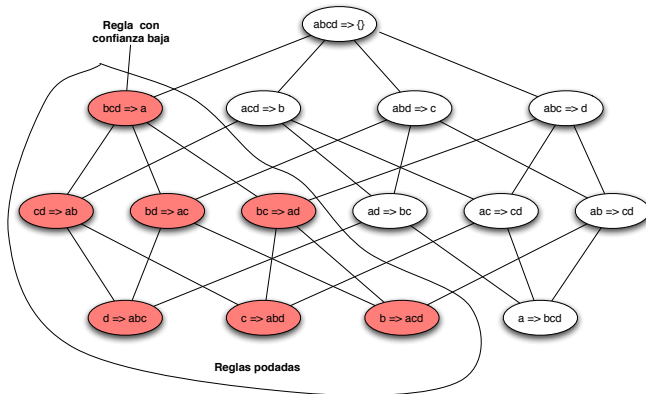 abcd => {}
Regla con
confianza baja
bcd => a
acd => b
abd => c
abc => d
cd => ab
bd => ac
bc => ad
ad => bc
ac => cd
ab => cd
d => abc
c => abd
b => acd
a => bcd
Reglas podadas